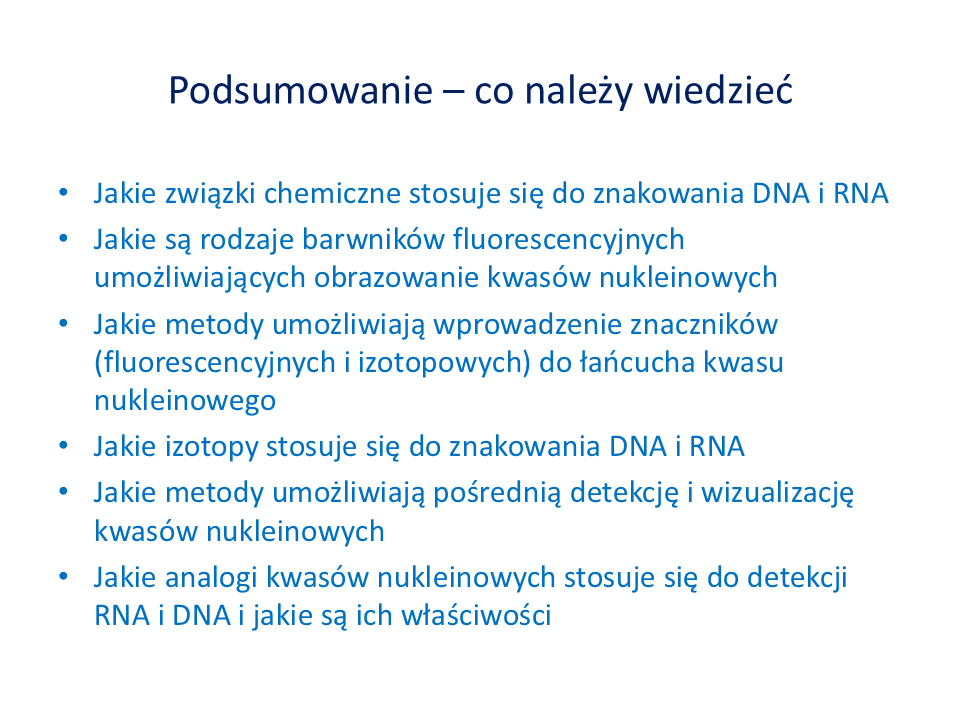 Podsumowanie – co należy wiedzieć
• Jakie związki chemiczne stosuje się do znakowania DNA i RNA
• Jakie są rodzaje barwników fluorescencyjnych
umożliwiających obrazowanie kwasów nukleinowych
• Jakie metody umożliwiają wprowadzenie znaczników
(fluorescencyjnych i izotopowych) do łańcucha kwasu
nukleinowego
• Jakie izotopy stosuje się do znakowania DNA i RNA
• Jakie metody umożliwiają pośrednią detekcję i wizualizację
kwasów nukleinowych
• Jakie analogi kwasów nukleinowych stosuje się do detekcji
RNA i DNA i jakie są ich właściwości